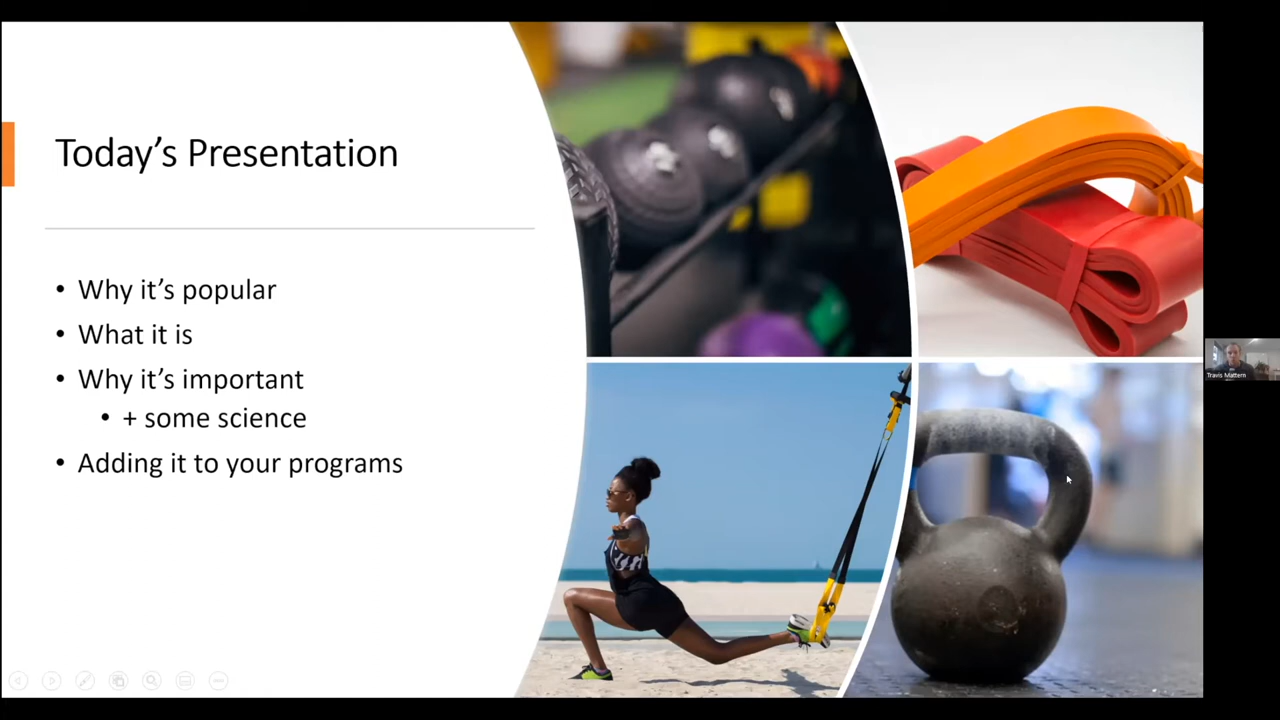 Today's Presentation
• Why it's popular
• What it is
• Why it's important
• + some science
• Adding it to your programs
Travis Mattern